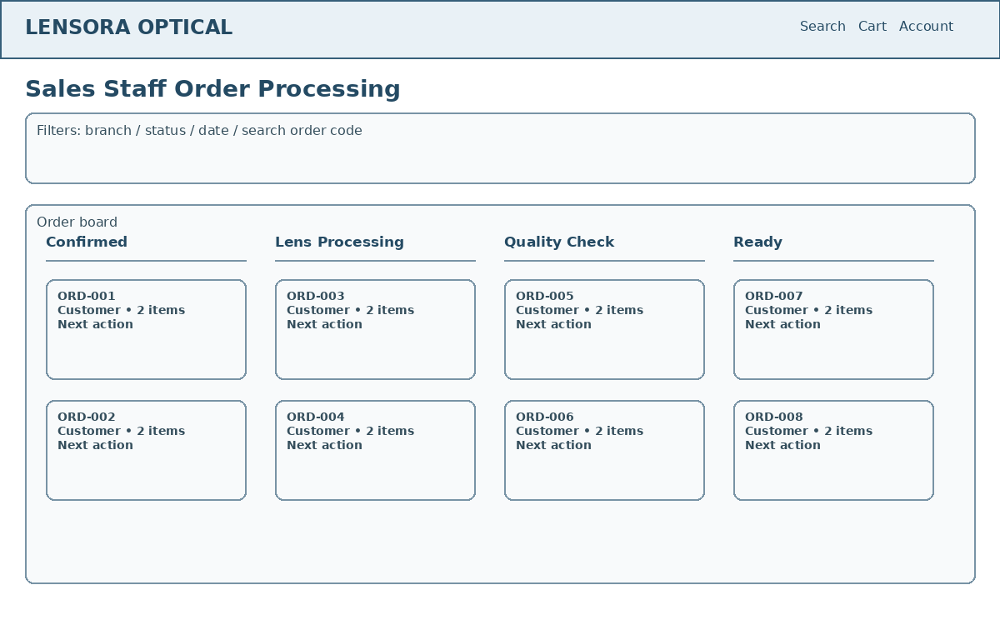 LENSORA OPTICAL
Search Cart Account
Sales Staff Order Processing
Filters: branch / status / date / search order code
Order board
Confirmed
ORD-001
Customer • 2 items
Next action
ORD-002
Customer • 2 items
Next action
Lens Processing
ORD-003
Customer • 2 items
Next action
ORD-004
Customer • 2 items
Next action
Quality Check
ORD-005
Customer • 2 items
Next action
ORD-006
Customer • 2 items
Next action
Ready
ORD-007
Customer • 2 items
Next action
ORD-008
Customer • 2 items
Next action